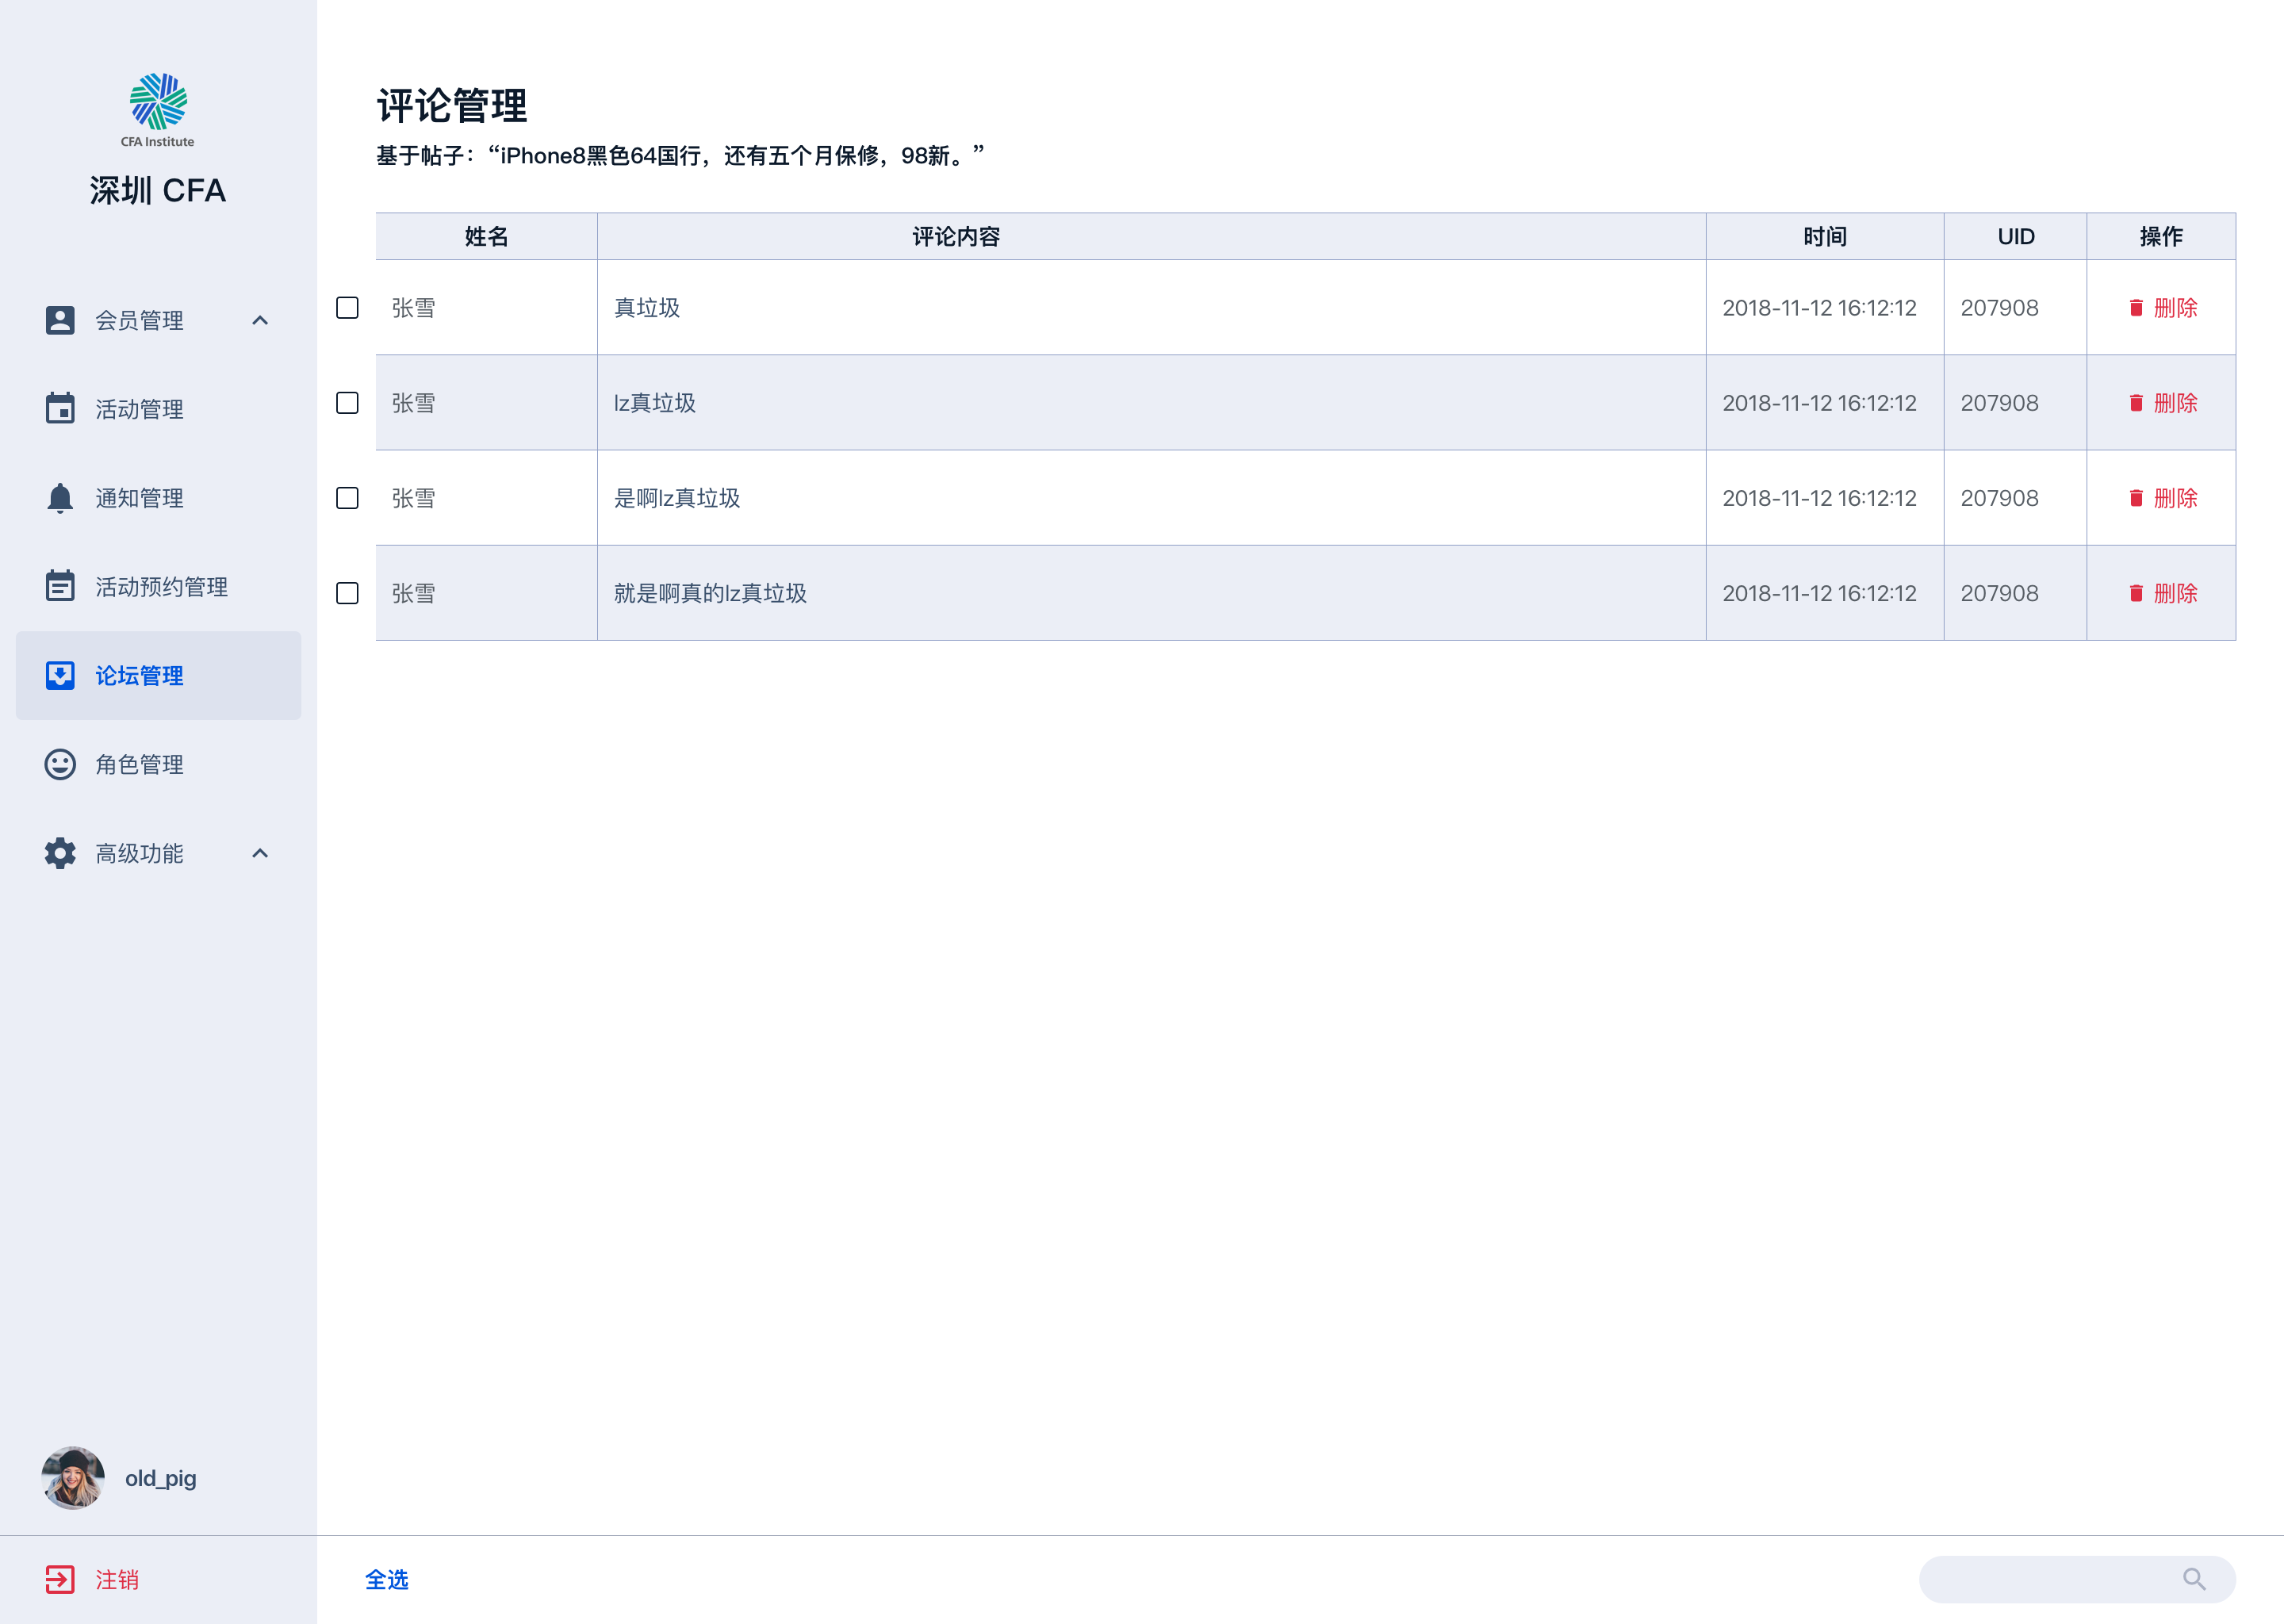 CFA Institute
深圳 CFA
会员管理
活动管理
通知管理
活动预约管理
论坛管理
角色管理
高级功能
old_pig
注销
评论管理
基于帖子：“iPhone8黑色64国行，还有五个月保修，98新。”
姓名 评论内容 时间 UID 操作
张雪 真垃圾 2018-11-12 16:12:12 207908 删除
张雪 lz真垃圾 2018-11-12 16:12:12 207908 删除
张雪 是啊lz真垃圾 2018-11-12 16:12:12 207908 删除
张雪 就是啊真的lz真垃圾 2018-11-12 16:12:12 207908 删除
全选